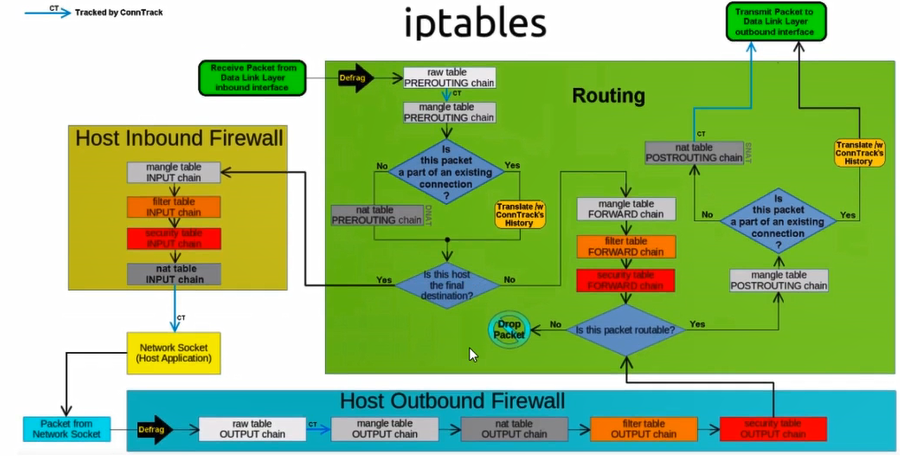 CT
Tracked by ConnTrack
iptables
Transmit Packet to
Data Link Layer
outbound interface
Receive Packet from
Data Link Layer
inbound interface
Defrag
raw table
PREROUTING chain
CT
mangle table
PREROUTING chain
Routing
Is
this packet
a part of an existing
connection
?
No
Yes
nat table
PREROUTING chain
DNAT
Translate /w
ConnTrack's
History
Is this host
the final
destination?
Yes
No
Host Inbound Firewall
mangle table
INPUT chain
filter table
INPUT chain
security table
INPUT chain
nat table
INPUT chain
CT
Network Socket
(Host Application)
mangle table
FORWARD chain
filter table
FORWARD chain
security table
FORWARD chain
Is this packet routable?
No
Yes
Drop
Packet
mangle table
POSTROUTING chain
Is
this packet
a part of an existing
connection
?
No
Yes
nat table
POSTROUTING chain
SNAT
CT
Translate /w
ConnTrack's
History
Host Outbound Firewall
Packet from
Network Socket
Defrag
raw table
OUTPUT chain
CT
mangle table
OUTPUT chain
nat table
OUTPUT chain
filter table
OUTPUT chain
security table
OUTPUT chain